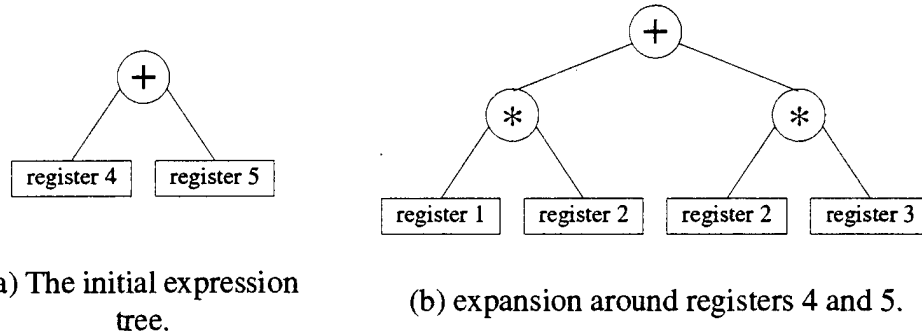 +
+
*
*
register 4 register 5
register 1 register 2 register 2 register 3
a) The initial expression
tree.
(b) expansion around registers 4 and 5.